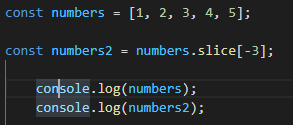 const numbers = [1, 2, 3, 4, 5];
const numbers2 = numbers.slice[-3];
console.log(numbers);
console.log(numbers2);